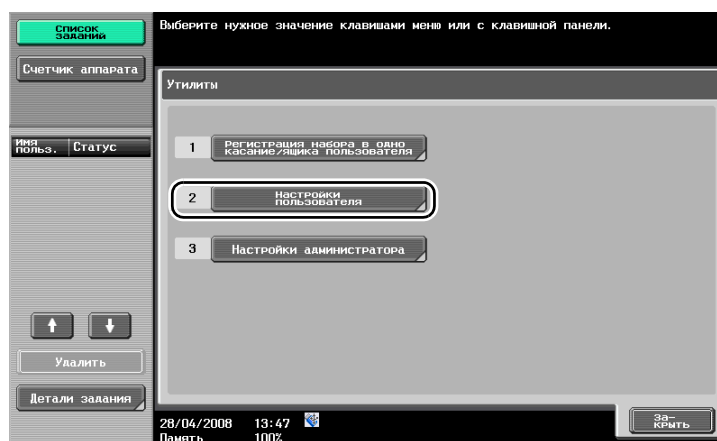 Список
заданий
Счетчик аппарата
Имя
польз.
Статус
Удалить
Детали задания
Выберите нужное значение клавишами меню или с клавишной панели.
Утилиты
1
Регистрация набора в одно
касание/ящика пользователя
2
Настройки
пользователя
3
Настройки администратора
28/04/2008 13:47
Память 100%
За-
крыть